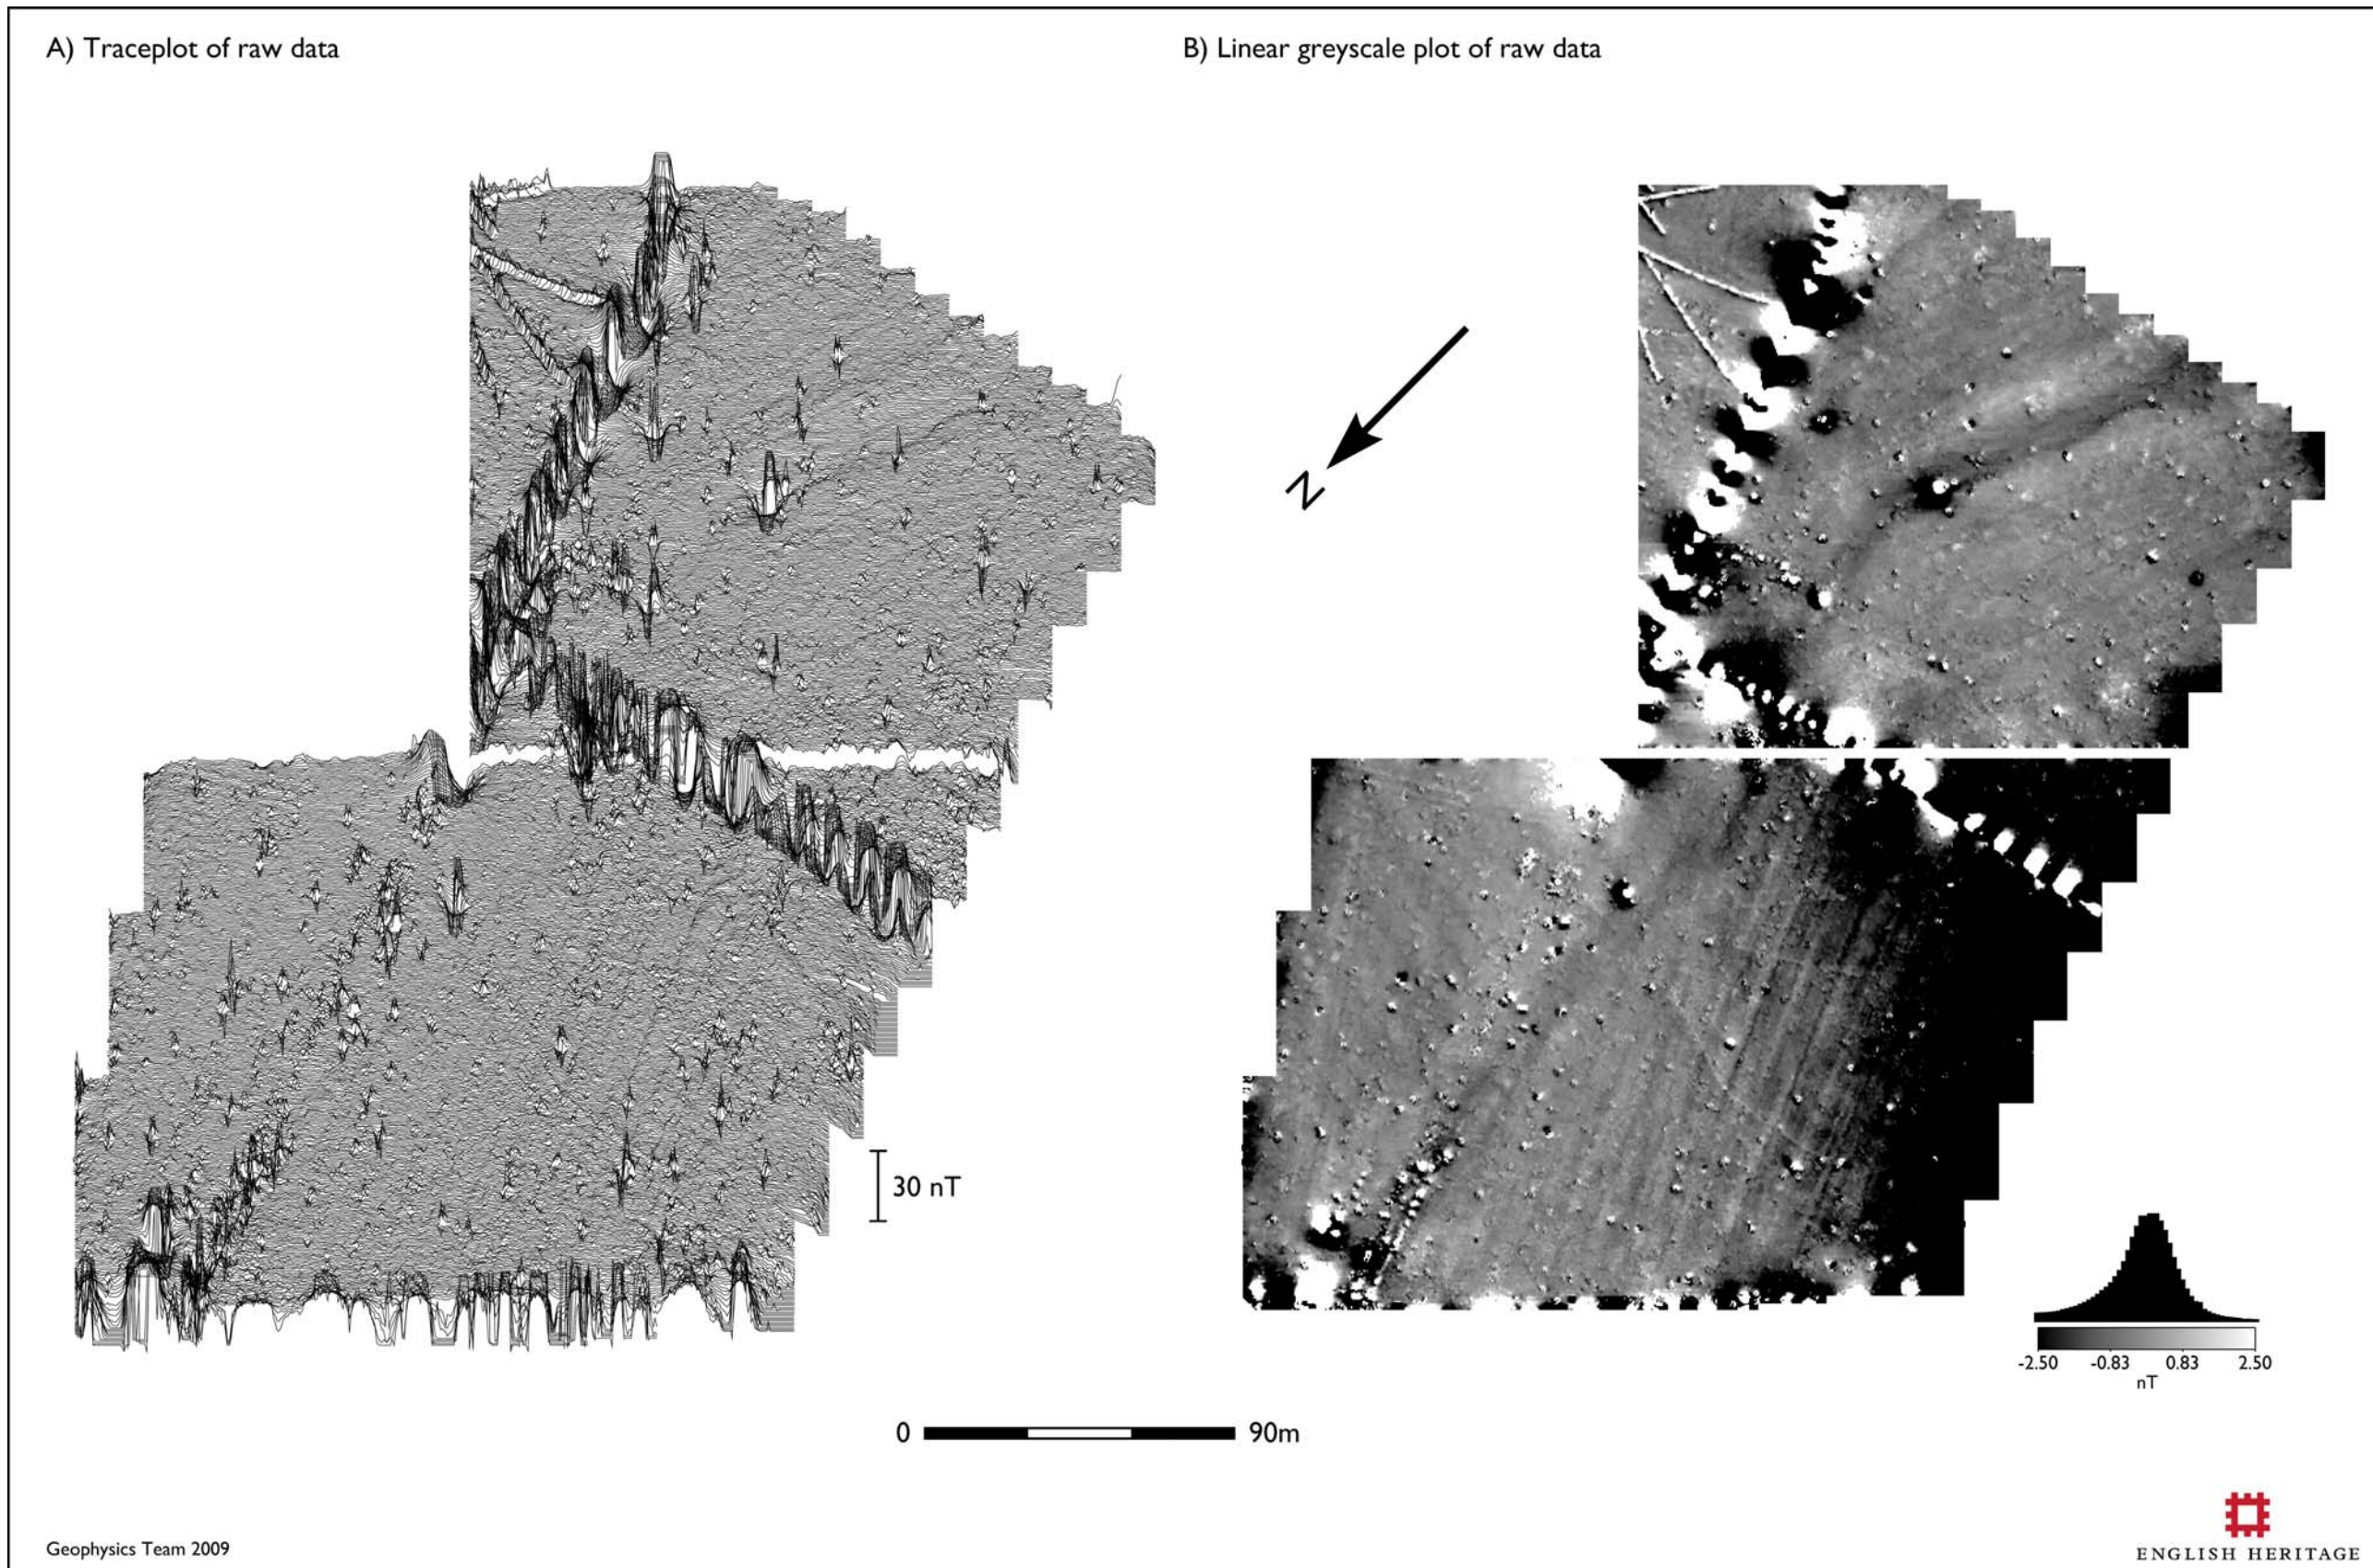 A) Traceplot of raw data
B) Linear greyscale plot of raw data
N
30 nT
-2.50 -0.83 0.83 2.50
nT
0 90m
Geophysics Team 2009
ENGLISH HERITAGE